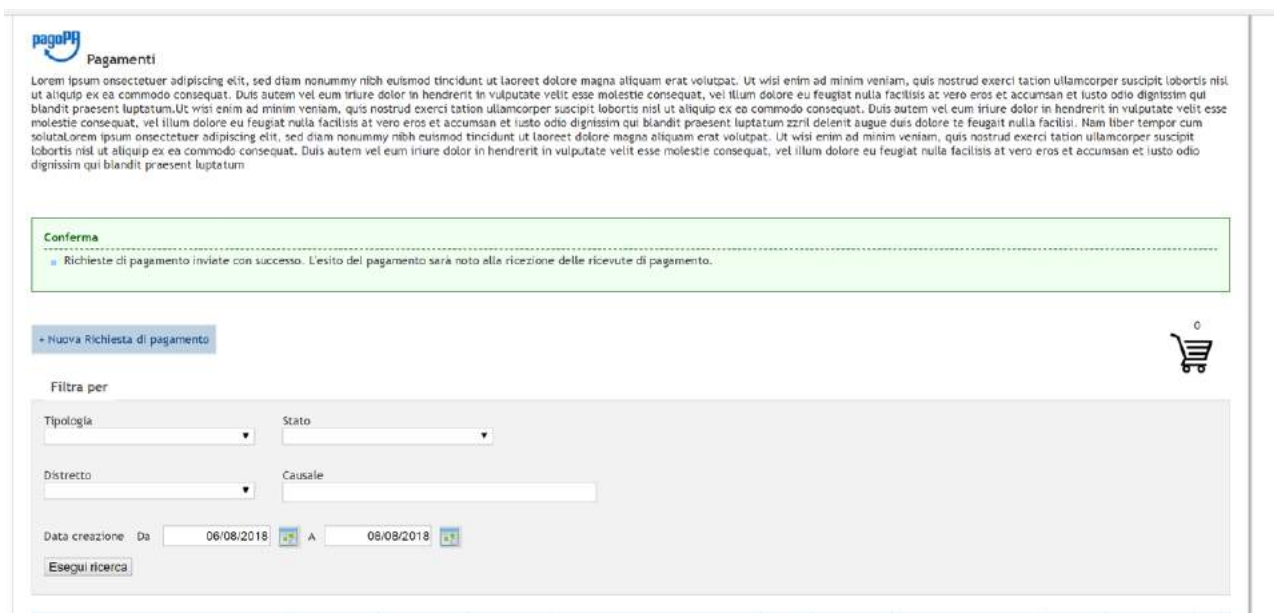 pagoPA
Pagamenti
Lorem ipsum onsectetuer adipiscing elit, sed diam nonummy nibh euismod tincidunt ut laoreet dolore magna aliquam erat volutpat. Ut wisi enim ad minim veniam, quis nostrud exerci tation ullamcorper suscipit lobortis nisl
ut aliquip ex ea commodo consequat. Duis autem vel eum iriure dolor in hendrerit in vulputate velit esse molestie consequat, vel illum dolore eu feugiat nulla facilisis at vero eros et accumsan et iusto odio dignissim qui
blandit praesent luptatum.Ut wisi enim ad minim veniam, quis nostrud exerci tation ullamcorper suscipit lobortis nisl ut aliquip ex ea commodo consequat. Duis autem vel eum iriure dolor in hendrerit in vulputate velit esse
molestie consequat, vel illum dolore eu feugiat nulla facilisis at vero eros et accumsan et iusto odio dignissim qui blandit praesent luptatum zzril delenit augue duis dolore te feugait nulla facilisi. Nam liber tempor cum
solutaLorem ipsum onsectetuer adipiscing elit, sed diam nonummy nibh euismod tincidunt ut laoreet dolore magna aliquam erat volutpat. Ut wisi enim ad minim veniam, quis nostrud exerci tation ullamcorper suscipit
lobortis nisl ut aliquip ex ea commodo consequat. Duis autem vel eum iriure dolor in hendrerit in vulputate velit esse molestie consequat, vel illum dolore eu feugiat nulla facilisis at vero eros et accumsan et iusto odio
dignissim qui blandit praesent luptatum
Conferma
Richieste di pagamento inviate con successo. L'esito del pagamento sarà noto alla ricezione delle ricevute di pagamento.
+ Nuova Richiesta di pagamento
0
Filtra per
Tipologia Stato
Distretto Causale
Data creazione Da 06/08/2018 A 08/08/2018
Esegui ricerca